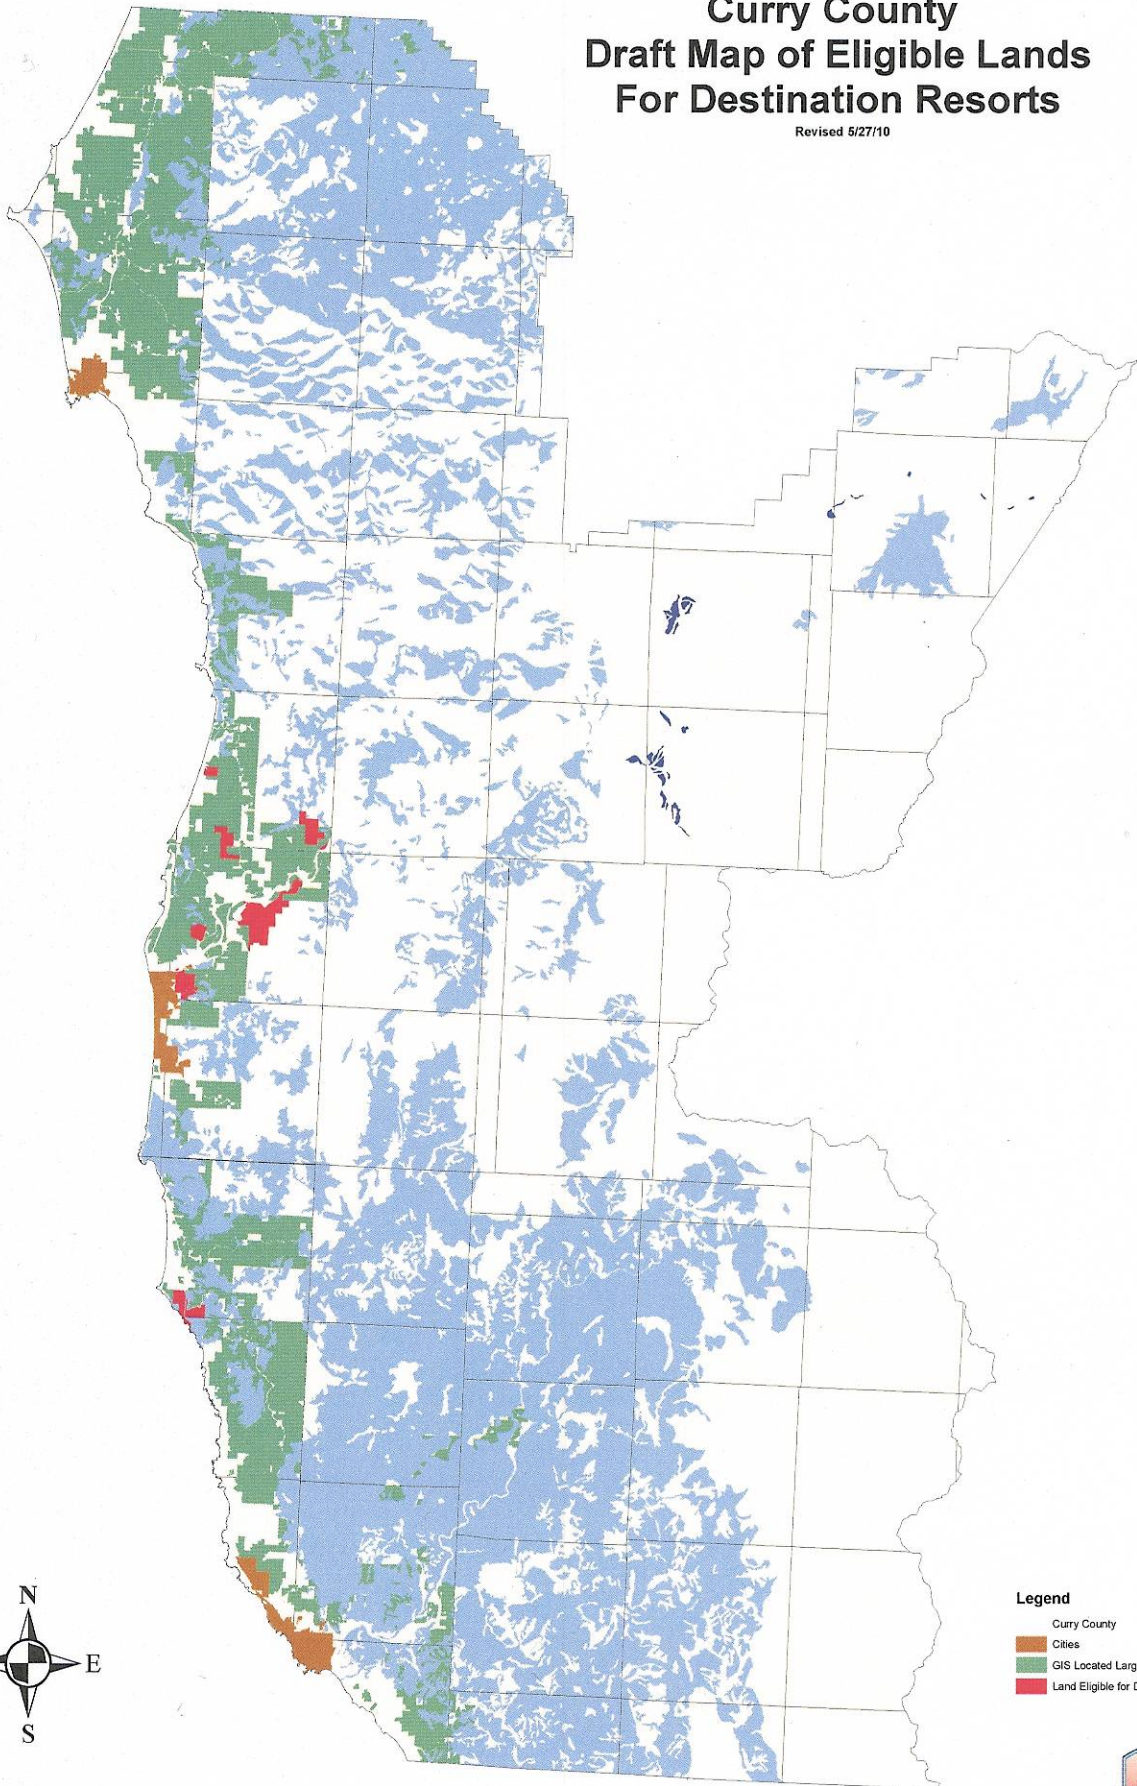 Curry County
Draft Map of Eligible Lands
For Destination Resorts
Revised 5/27/10
N
E
S
Legend
Curry County
Cities
GIS Located Larg
Land Eligible for D